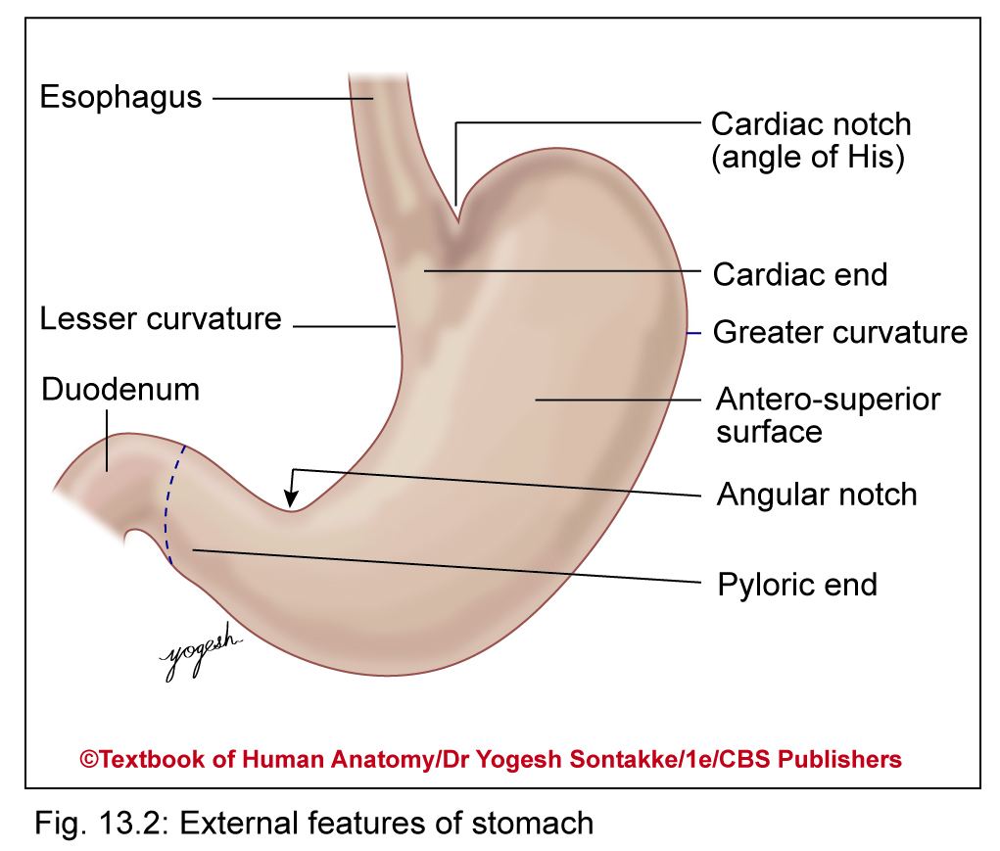 Esophagus
Cardiac notch
(angle of His)
Cardiac end
Lesser curvature
Greater curvature
Duodenum
Antero-superior
surface
Angular notch
Pyloric end
yogesh
©Textbook of Human Anatomy/Dr Yogesh Sontakke/1e/CBS Publishers
Fig. 13.2: External features of stomach